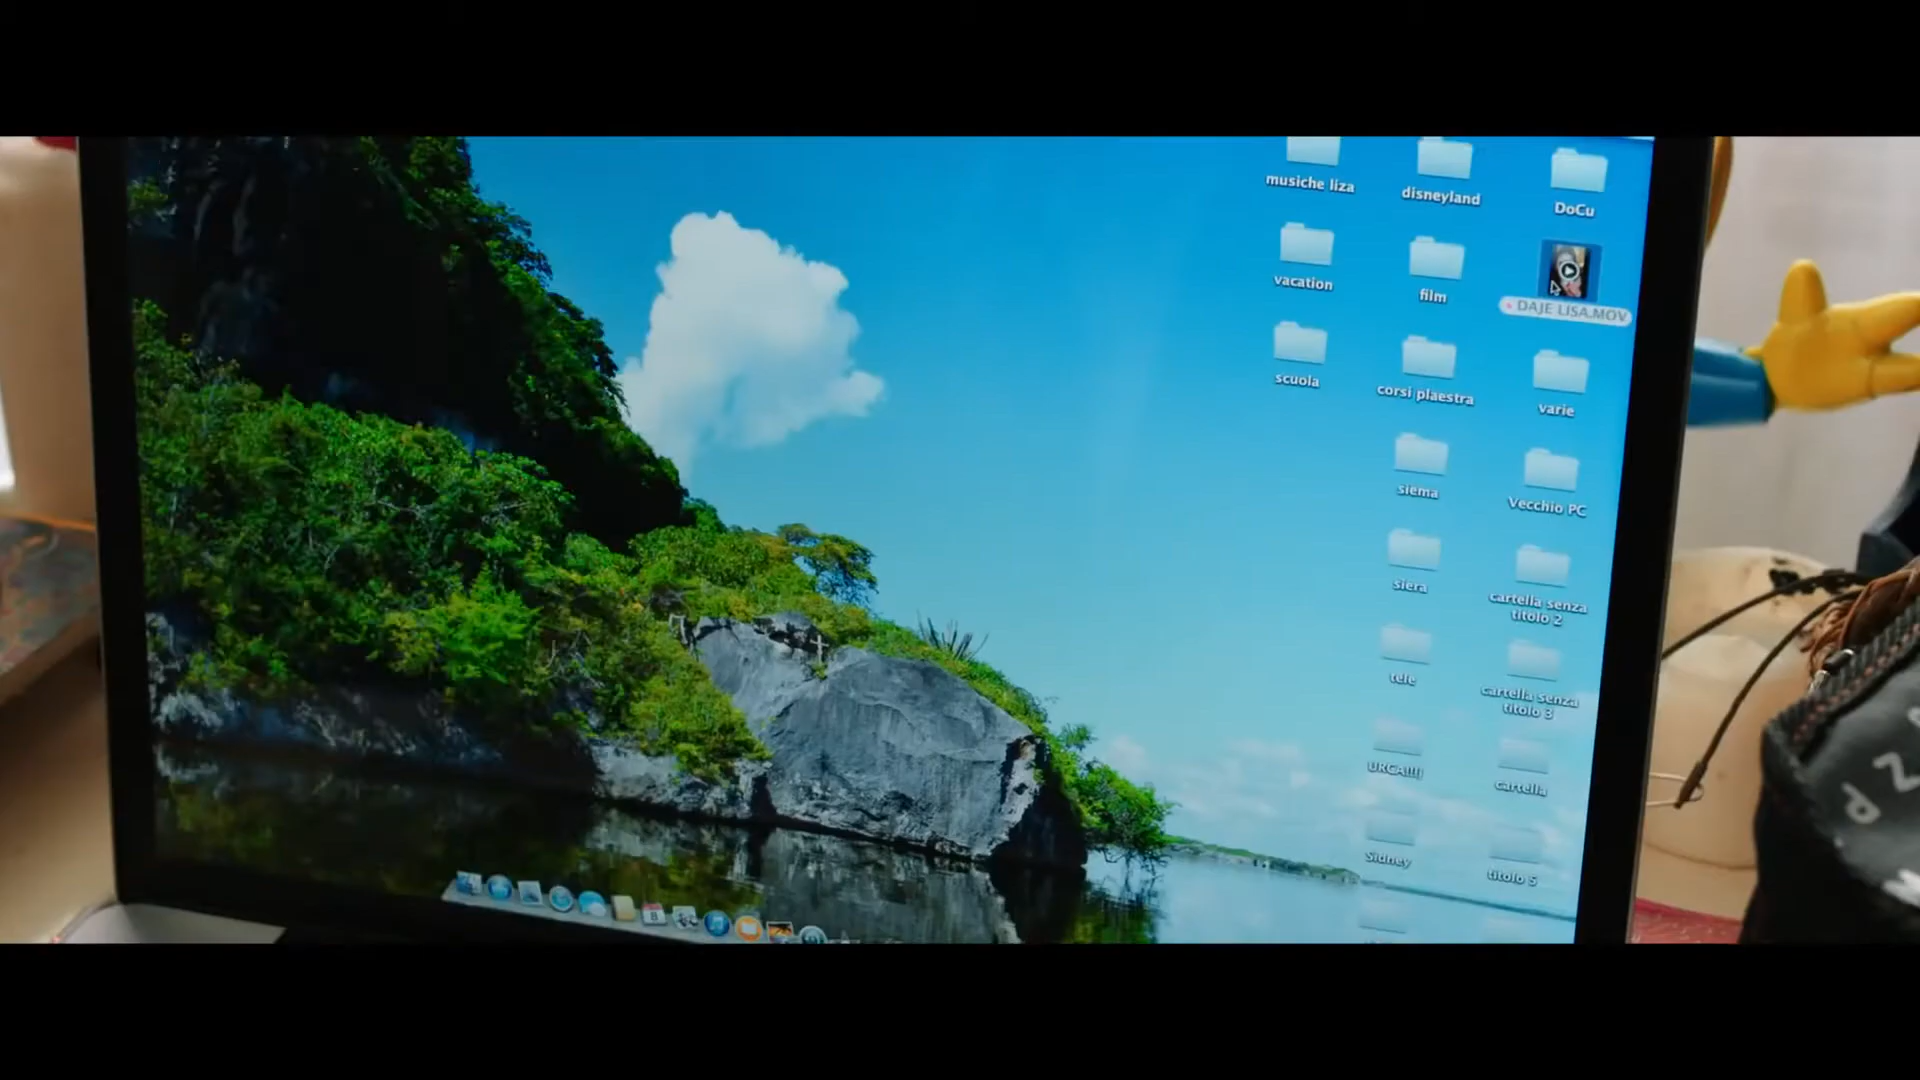 musiche liza
disneyland
DoCu
vacation
film
DAJE LISA.MOV
scuola
corsi plaestra
varie
siema
Vecchio PC
siera
cartella senza
titolo 2
tele
cartella senza
titolo 3
URCA!!!!
cartella
Sidney
titolo 5
8